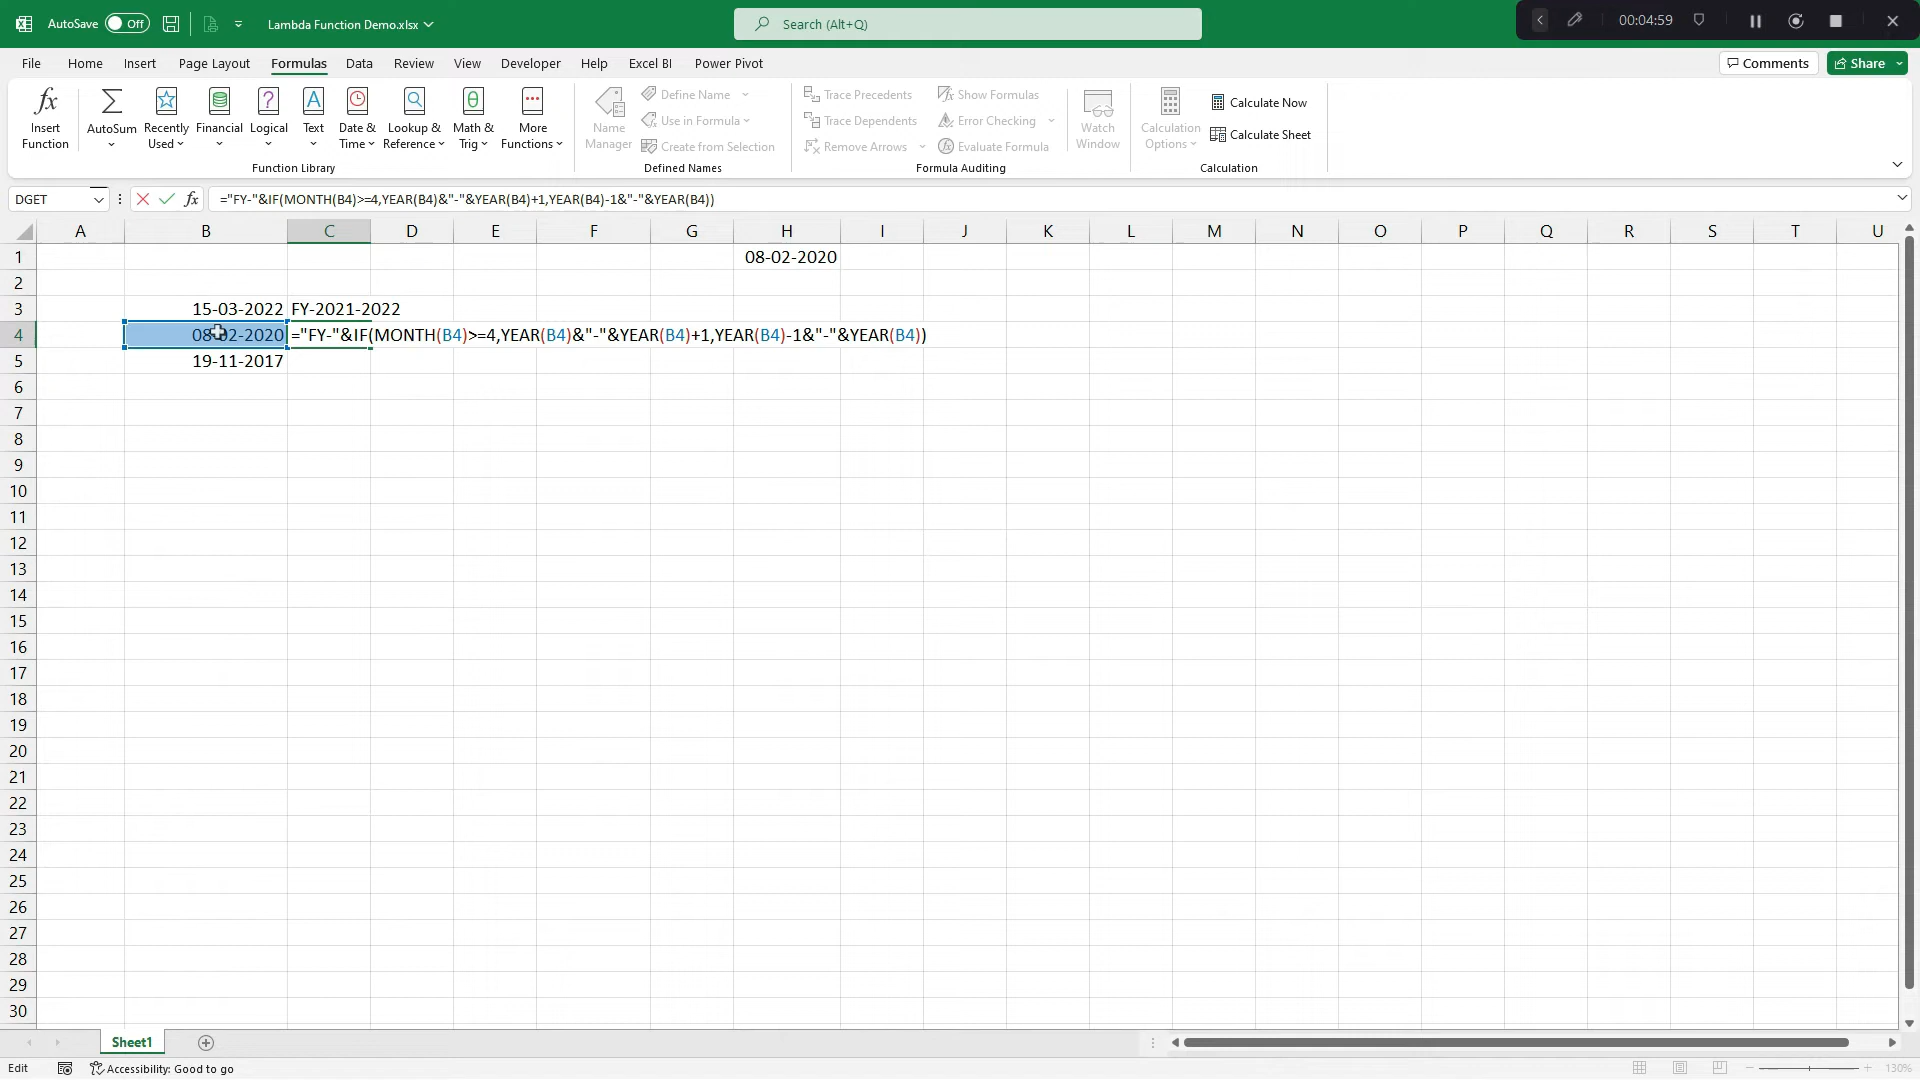 AutoSave Off Lambda Function Demo.xlsx Search (Alt+Q) 00:04:59
File Home Insert Page Layout Formulas Data Review View Developer Help Excel BI Power Pivot Comments Share
Insert Function
AutoSum
Recently Used
Financial
Logical
Text
Date & Time
Lookup & Reference
Math & Trig
More Functions
Function Library
Name Manager
Define Name
Use in Formula
Create from Selection
Defined Names
Trace Precedents
Trace Dependents
Remove Arrows
Show Formulas
Error Checking
Evaluate Formula
Formula Auditing
Watch Window
Calculation Options
Calculate Now
Calculate Sheet
Calculation
DGET fx ="FY-"&IF(MONTH(B4)>=4,YEAR(B4)&"-"&YEAR(B4)+1,YEAR(B4)-1&"-"&YEAR(B4))
A B C D E F G H I J K L M N O P Q R S T U
1 08-02-2020
2
3 15-03-2022 FY-2021-2022
4 08-02-2020 ="FY-"&IF(MONTH(B4)>=4,YEAR(B4)&"-"&YEAR(B4)+1,YEAR(B4)-1&"-"&YEAR(B4))
5 19-11-2017
6
7
8
9
10
11
12
13
14
15
16
17
18
19
20
21
22
23
24
25
26
27
28
29
30
Sheet1
Edit Accessibility: Good to go 130%